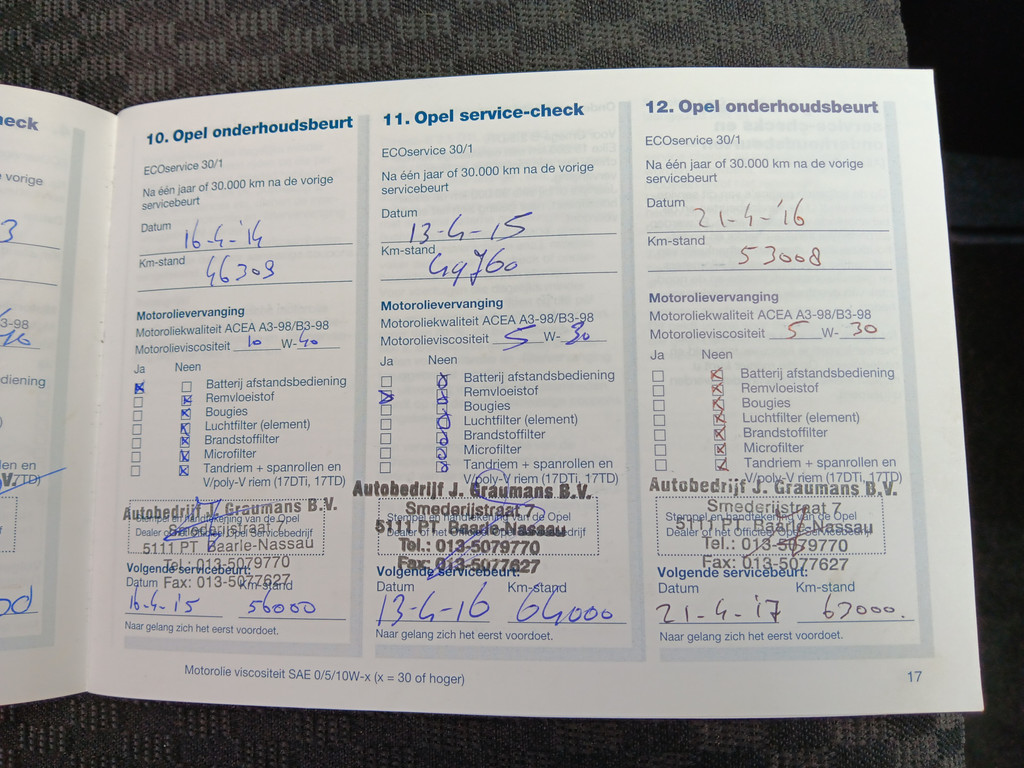 eck
vorige
3
3-98
diening
en en
10. Opel onderhoudsbeurt
ECOservice 30/1
Na één jaar of 30.000 km na de vorige
servicebeurt
Datum 16-4-'14
Km-stand 46308
Motorolievervanging
Motoroliekwaliteit ACEA A3-98/B3-98
Motorolieviscositeit 10 W-40
Ja Neen
Batterij afstandsbediening
Remvloeistof
Bougies
Luchtfilter (element)
Brandstoffilter
Microfilter
Tandriem + spanrollen en
V/poly-V riem (17DTi, 17TD)
Autobedrijf J. Graumans B.V.
Stempel en handtekening van de Opel
Smederijstraat 7
Dealer of het Officieel Opel Servicebedrijf
5111 PT Baarle-Nassau
Tel.: 013-5079770
Volgende servicebeurt:
Fax: 013-5077627
Datum Km-stand
16-4-'15 56000
Naar gelang zich het eerst voordoet.
11. Opel service-check
ECOservice 30/1
Na één jaar of 30.000 km na de vorige
servicebeurt
Datum 13-4-15
Km-stand 49760
Motorolievervanging
Motoroliekwaliteit ACEA A3-98/B3-98
Motorolieviscositeit 5 W-30
Ja Neen
Batterij afstandsbediening
Remvloeistof
Bougies
Luchtfilter (element)
Brandstoffilter
Microfilter
Tandriem + spanrollen en
V/poly-V riem (17DTi, 17TD)
Autobedrijf J. Graumans B.V.
Smederijstraat 7
Stempel en handtekening van de Opel
5111 PT Baarle-Nassau
Dealer of het Officieel Opel Servicebedrijf
Tel.: 013-5079770
Fax: 013-5077627
Volgende servicebeurt:
Datum Km-stand
13-4-16 64000
Naar gelang zich het eerst voordoet.
12. Opel onderhoudsbeurt
ECOservice 30/1
Na één jaar of 30.000 km na de vorige
servicebeurt
Datum 21-4-'16
Km-stand
53008
Motorolievervanging
Motoroliekwaliteit ACEA A3-98/B3-98
Motorolieviscositeit 5 W-30
Ja Neen
Batterij afstandsbediening
Remvloeistof
Bougies
Luchtfilter (element)
Brandstoffilter
Microfilter
Tandriem + spanrollen en
V/poly-V riem (17DTi, 17TD)
Autobedrijf J. Graumans B.V.
Smederijstraat 7
Stempel en handtekening van de Opel
5111 PT Baarle-Nassau
Dealer of het Officieel Opel Servicebedrijf
Tel.: 013-5079770
Fax: 013-5077627
Volgende servicebeurt:
Datum Km-stand
21-4-'17 63000.
Naar gelang zich het eerst voordoet.
Motorolie viscositeit SAE 0/5/10W-x (x = 30 of hoger)
17